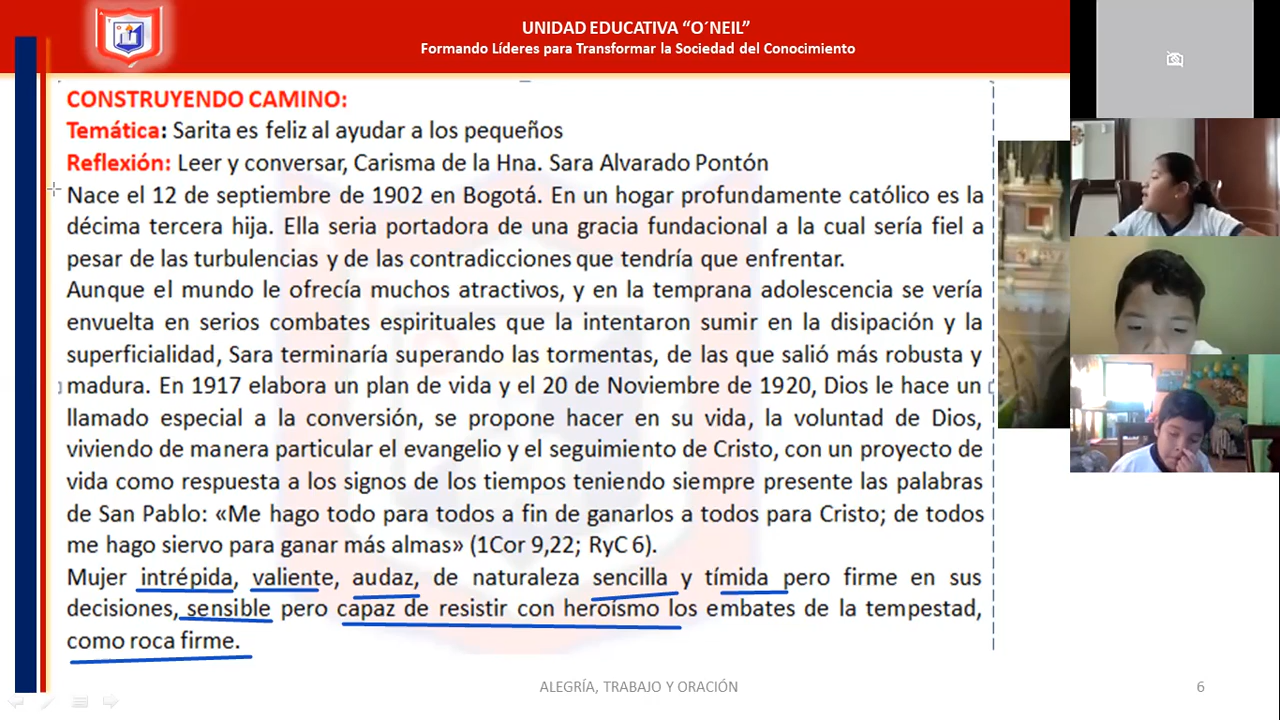 UNIDAD EDUCATIVA “O´NEIL”
Formando Líderes para Transformar la Sociedad del Conocimiento
CONSTRUYENDO CAMINO:
Temática: Sarita es feliz al ayudar a los pequeños
Reflexión: Leer y conversar, Carisma de la Hna. Sara Alvarado Pontón
Nace el 12 de septiembre de 1902 en Bogotá. En un hogar profundamente católico es la
décima tercera hija. Ella seria portadora de una gracia fundacional a la cual sería fiel a
pesar de las turbulencias y de las contradicciones que tendría que enfrentar.
Aunque el mundo le ofrecía muchos atractivos, y en la temprana adolescencia se vería
envuelta en serios combates espirituales que la intentaron sumir en la disipación y la
superficialidad, Sara terminaría superando las tormentas, de las que salió más robusta y
madura. En 1917 elabora un plan de vida y el 20 de Noviembre de 1920, Dios le hace un
llamado especial a la conversión, se propone hacer en su vida, la voluntad de Dios,
viviendo de manera particular el evangelio y el seguimiento de Cristo, con un proyecto de
vida como respuesta a los signos de los tiempos teniendo siempre presente las palabras
de San Pablo: «Me hago todo para todos a fin de ganarlos a todos para Cristo; de todos
me hago siervo para ganar más almas» (1Cor 9,22; RyC 6).
Mujer intrépida, valiente, audaz, de naturaleza sencilla y tímida pero firme en sus
decisiones, sensible pero capaz de resistir con heroísmo los embates de la tempestad,
como roca firme.
ALEGRÍA, TRABAJO Y ORACIÓN
6